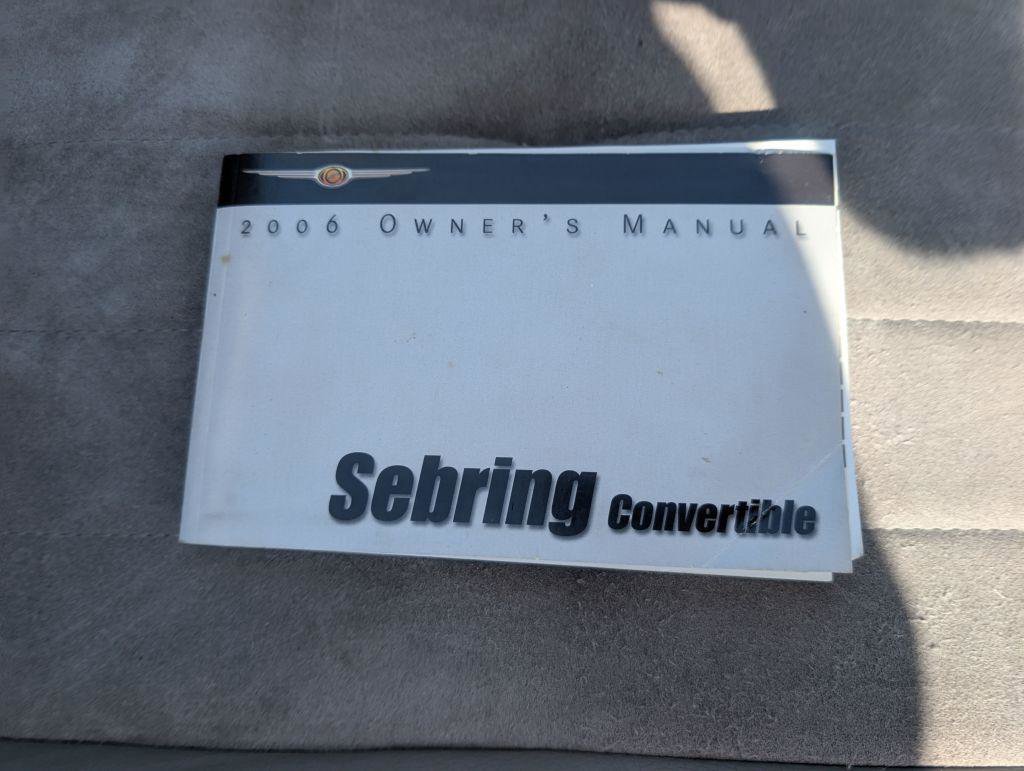 2006 Owner's Manual
Sebring Convertible